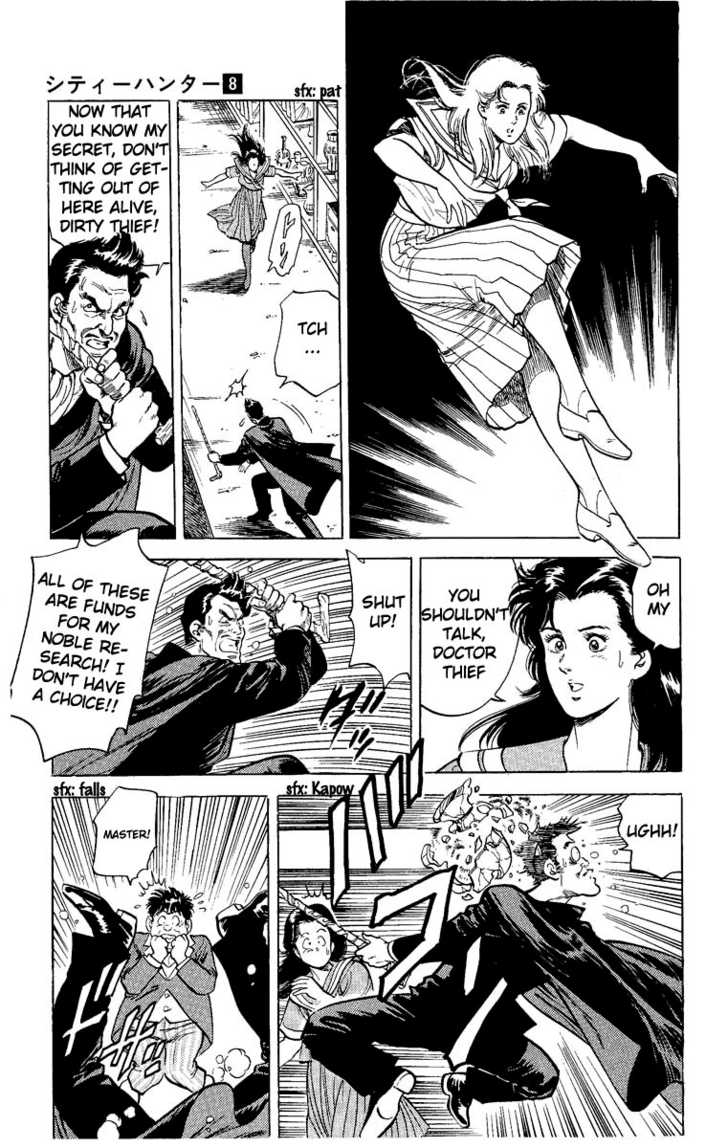 シティーハンター8
sfx: pat
TCH
...
NOW THAT
YOU KNOW MY
SECRET, DON'T
THINK OF GET-
TING OUT OF
HERE ALIVE,
DIRTY THIEF!
OH
MY
YOU
SHOULDN'T
TALK,
DOCTOR
THIEF
SHUT
UP!
ALL OF THESE
ARE FUNDS
FOR MY
NOBLE RE-
SEARCH! I
DON'T HAVE
A CHOICE!!
sfx: Kapow
UGHH!
sfx: falls
MASTER!